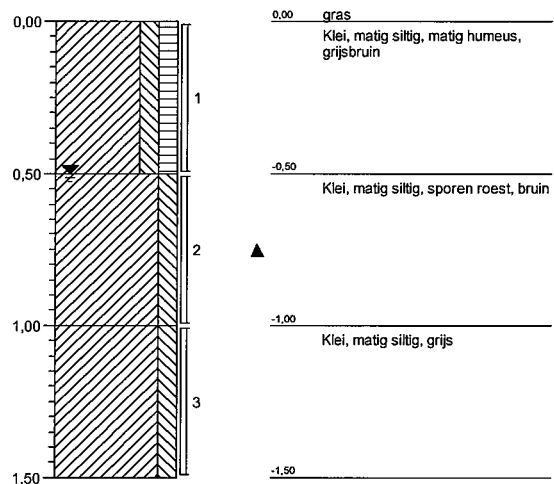 0,00
0,50
1,00
1,50
1
2
3
0,00 gras
Klei, matig siltig, matig humeus,
grijsbruin
-0,50
Klei, matig siltig, sporen roest, bruin
-1,00
Klei, matig siltig, grijs
-1,50